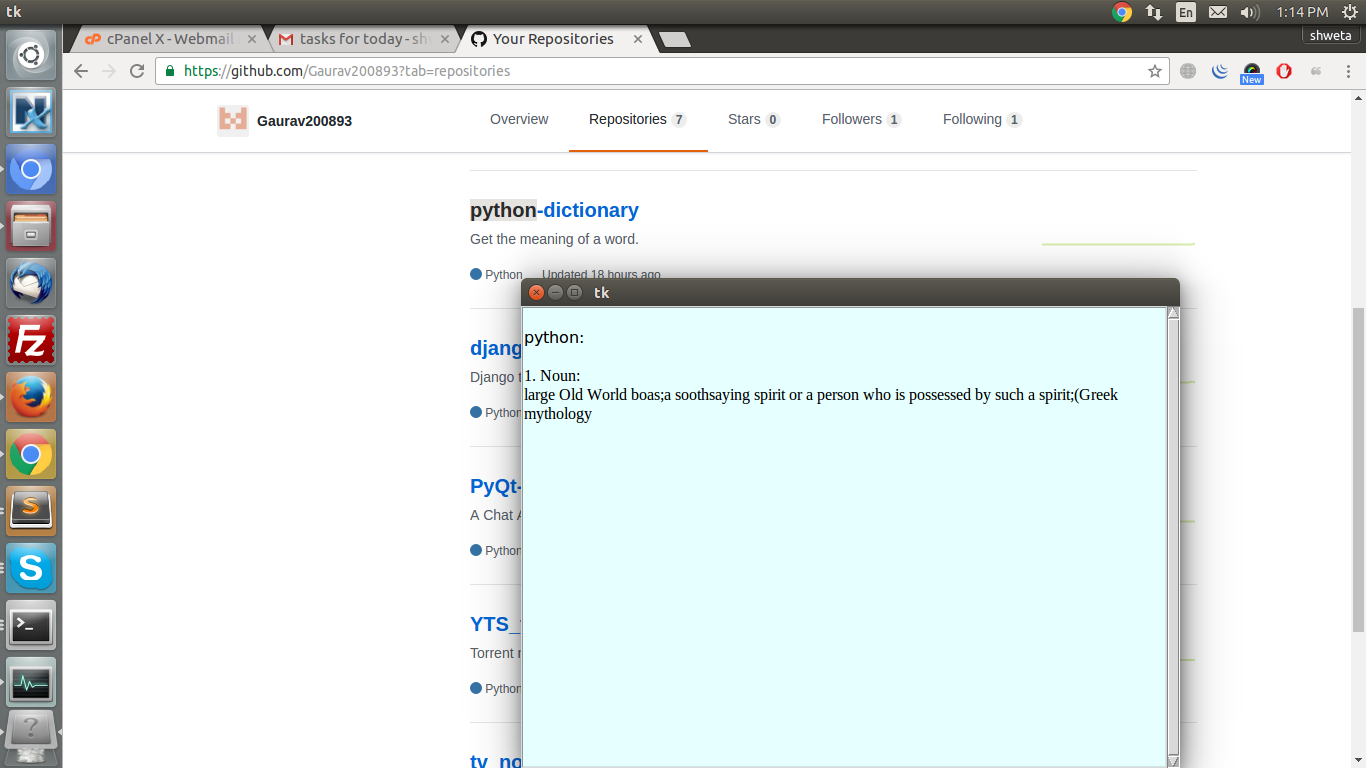 tk
En
1:14 PM
cPanel X - Webmail
tasks for today - sh
Your Repositories
shweta
https://github.com/Gaurav200893?tab=repositories
New
Gaurav200893
Overview
Repositories 7
Stars 0
Followers 1
Following 1
python-dictionary
Get the meaning of a word.
Python
Updated 18 hours ago
tk
python:
1. Noun:
large Old World boas;a soothsaying spirit or a person who is possessed by such a spirit;(Greek
mythology
djang
Django t
Python
PyQt-
A Chat A
Python
YTS_
Torrent r
Python
tv_no
Fz
S
S
>_
?